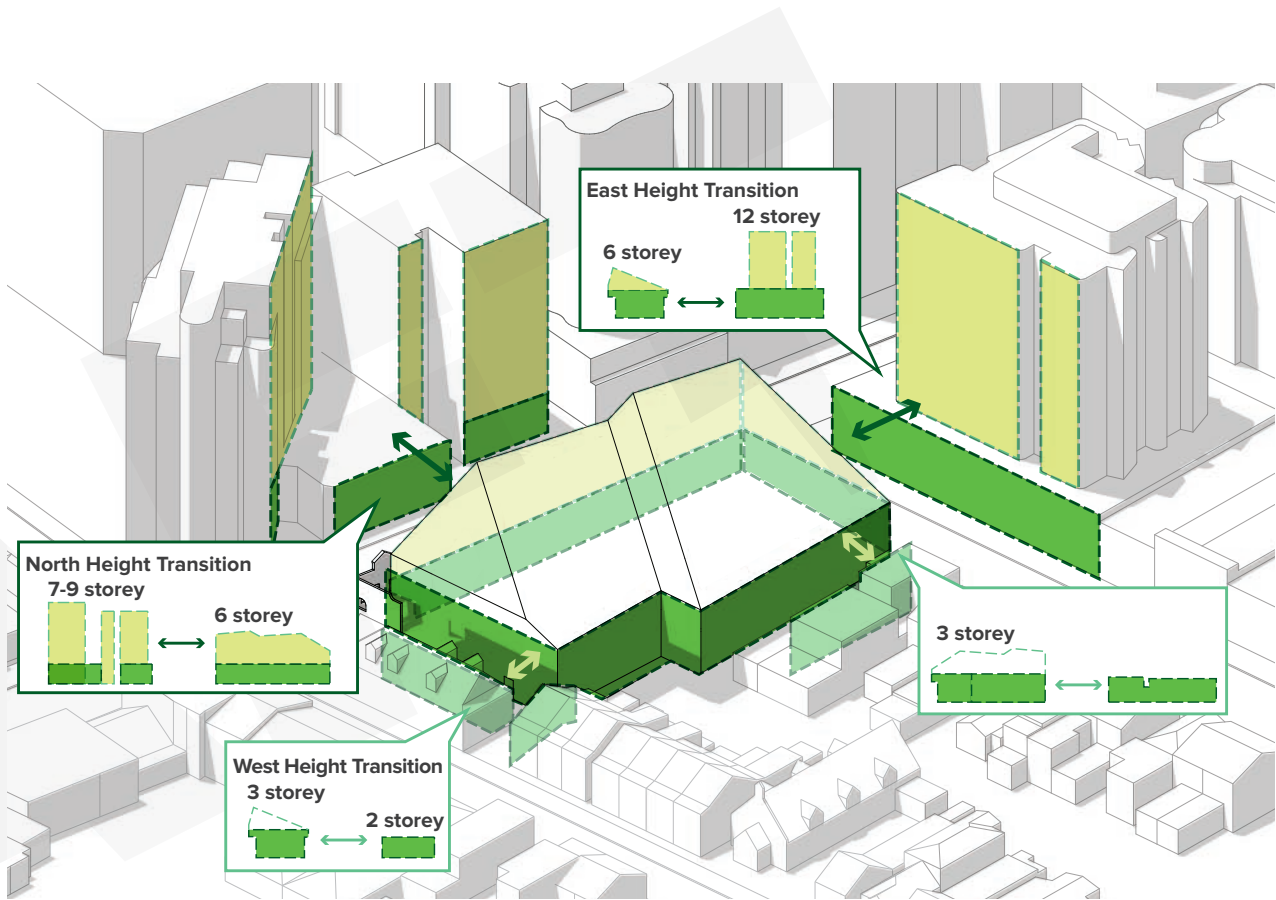 East Height Transition
12 storey
6 storey
North Height Transition
7-9 storey
6 storey
3 storey
West Height Transition
3 storey
2 storey